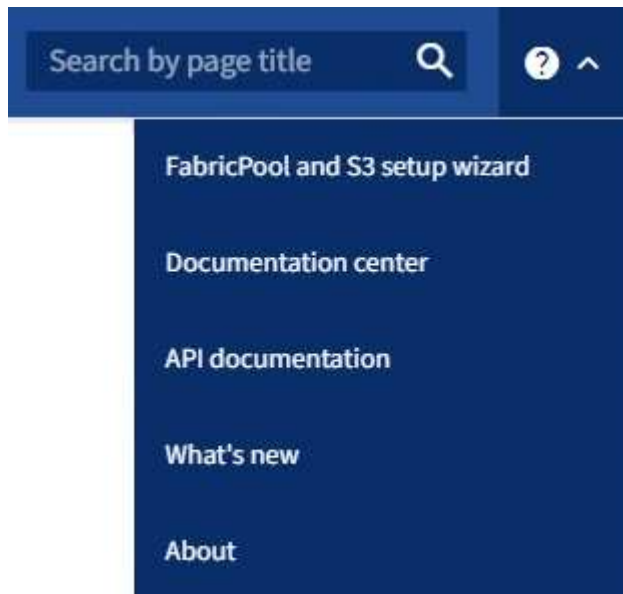 Search by page title
FabricPool and S3 setup wizard
Documentation center
API documentation
What's new
About